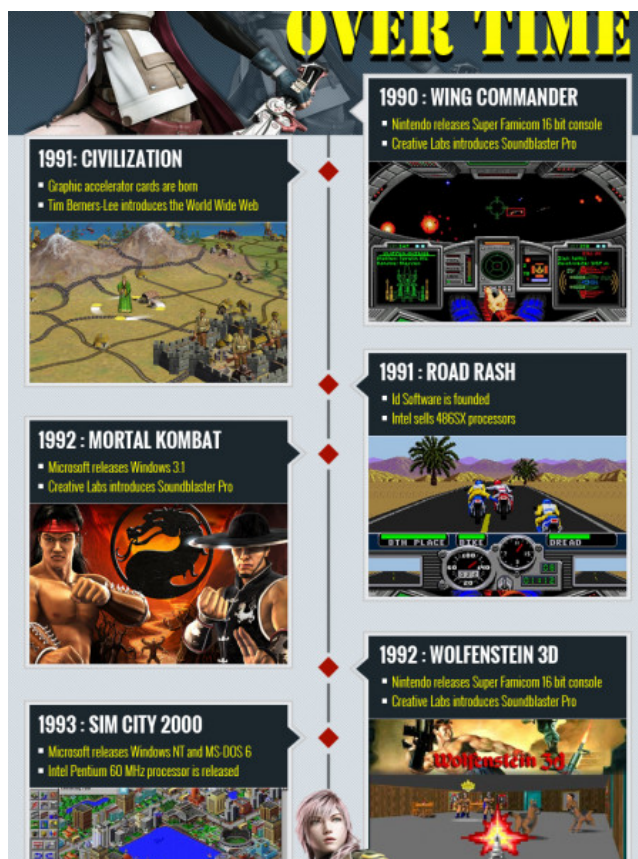 OVER TIME
1990 : WING COMMANDER
Nintendo releases Super Famicom 16 bit console
Creative Labs introduces Soundblaster Pro
1991: CIVILIZATION
Graphic accelerator cards are born
Tim Berners-Lee introduces the World Wide Web
1991 : ROAD RASH
Id Software is founded
Intel sells 486SX processors
8TH PLACE BIKE DREAD
1992 : MORTAL KOMBAT
Microsoft releases Windows 3.1
Creative Labs introduces Soundblaster Pro
1992 : WOLFENSTEIN 3D
Nintendo releases Super Famicom 16 bit console
Creative Labs introduces Soundblaster Pro
Wolfenstein 3d
1993 : SIM CITY 2000
Microsoft releases Windows NT and MS-DOS 6
Intel Pentium 60 MHz processor is released